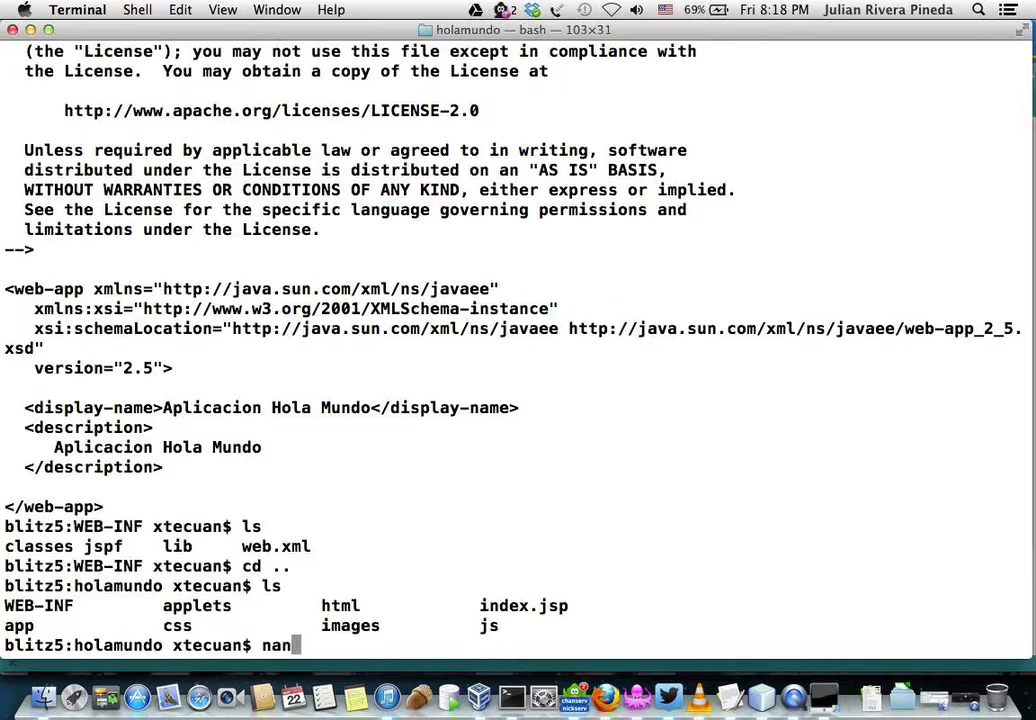 Terminal Shell Edit View Window Help 2 69% Fri 8:18 PM Julian Rivera Pineda
holamundo — bash — 103×31
(the "License"); you may not use this file except in compliance with
the License.  You may obtain a copy of the License at
http://www.apache.org/licenses/LICENSE-2.0
Unless required by applicable law or agreed to in writing, software
distributed under the License is distributed on an "AS IS" BASIS,
WITHOUT WARRANTIES OR CONDITIONS OF ANY KIND, either express or implied.
See the License for the specific language governing permissions and
limitations under the License.
-->
<web-app xmlns="http://java.sun.com/xml/ns/javaee"
xmlns:xsi="http://www.w3.org/2001/XMLSchema-instance"
xsi:schemaLocation="http://java.sun.com/xml/ns/javaee http://java.sun.com/xml/ns/javaee/web-app_2_5.
xsd"
version="2.5">
<display-name>Aplicacion Hola Mundo</display-name>
<description>
Aplicacion Hola Mundo
</description>
</web-app>
blitz5:WEB-INF xtecuan$ ls
classes jspf    lib     web.xml
blitz5:WEB-INF xtecuan$ cd ..
blitz5:holamundo xtecuan$ ls
WEB-INF         applets         html            index.jsp
app             css             images          js
blitz5:holamundo xtecuan$ nan
22
chanserv
nickserv